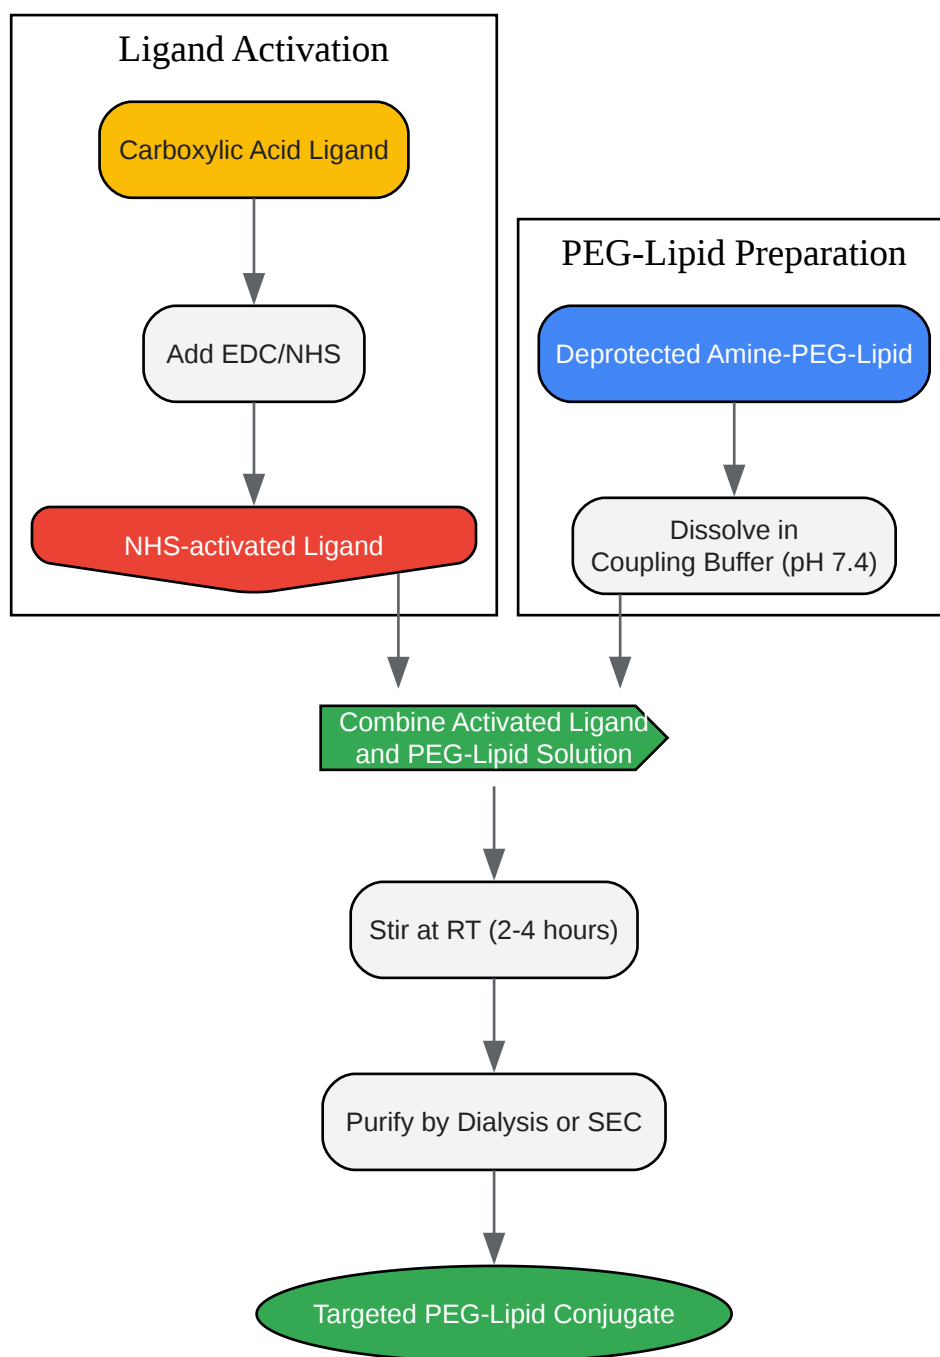 Ligand Activation
Carboxylic Acid Ligand
Add EDC/NHS
NHS-activated Ligand
PEG-Lipid Preparation
Deprotected Amine-PEG-Lipid
Dissolve in
Coupling Buffer (pH 7.4)
Combine Activated Ligand
and PEG-Lipid Solution
Stir at RT (2-4 hours)
Purify by Dialysis or SEC
Targeted PEG-Lipid Conjugate